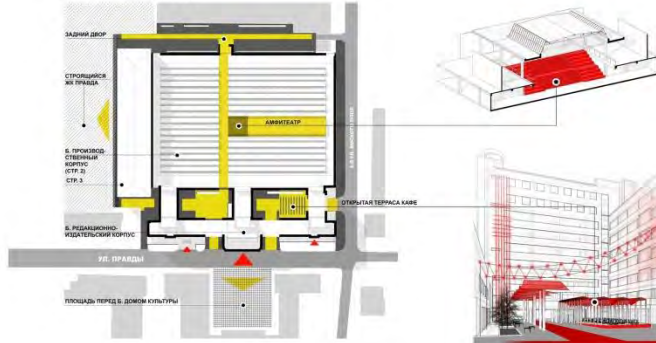 ЗАДНИЙ ДВОР
СТРОЯЩИЙСЯ
ЖК ПРАВДА
АМФИТЕАТР
Б. ПРОИЗВОД-
СТВЕННЫЙ
КОРПУС
(СТР. 2)
СТР. 3
ОТКРЫТАЯ ТЕРРАСА КАФЕ
Б. РЕДАКЦИОННО-
ИЗДАТЕЛЬСКИЙ КОРПУС
УЛ. ПРАВДЫ
ПЛОЩАДЬ ПЕРЕД Б. ДОМОМ КУЛЬТУРЫ